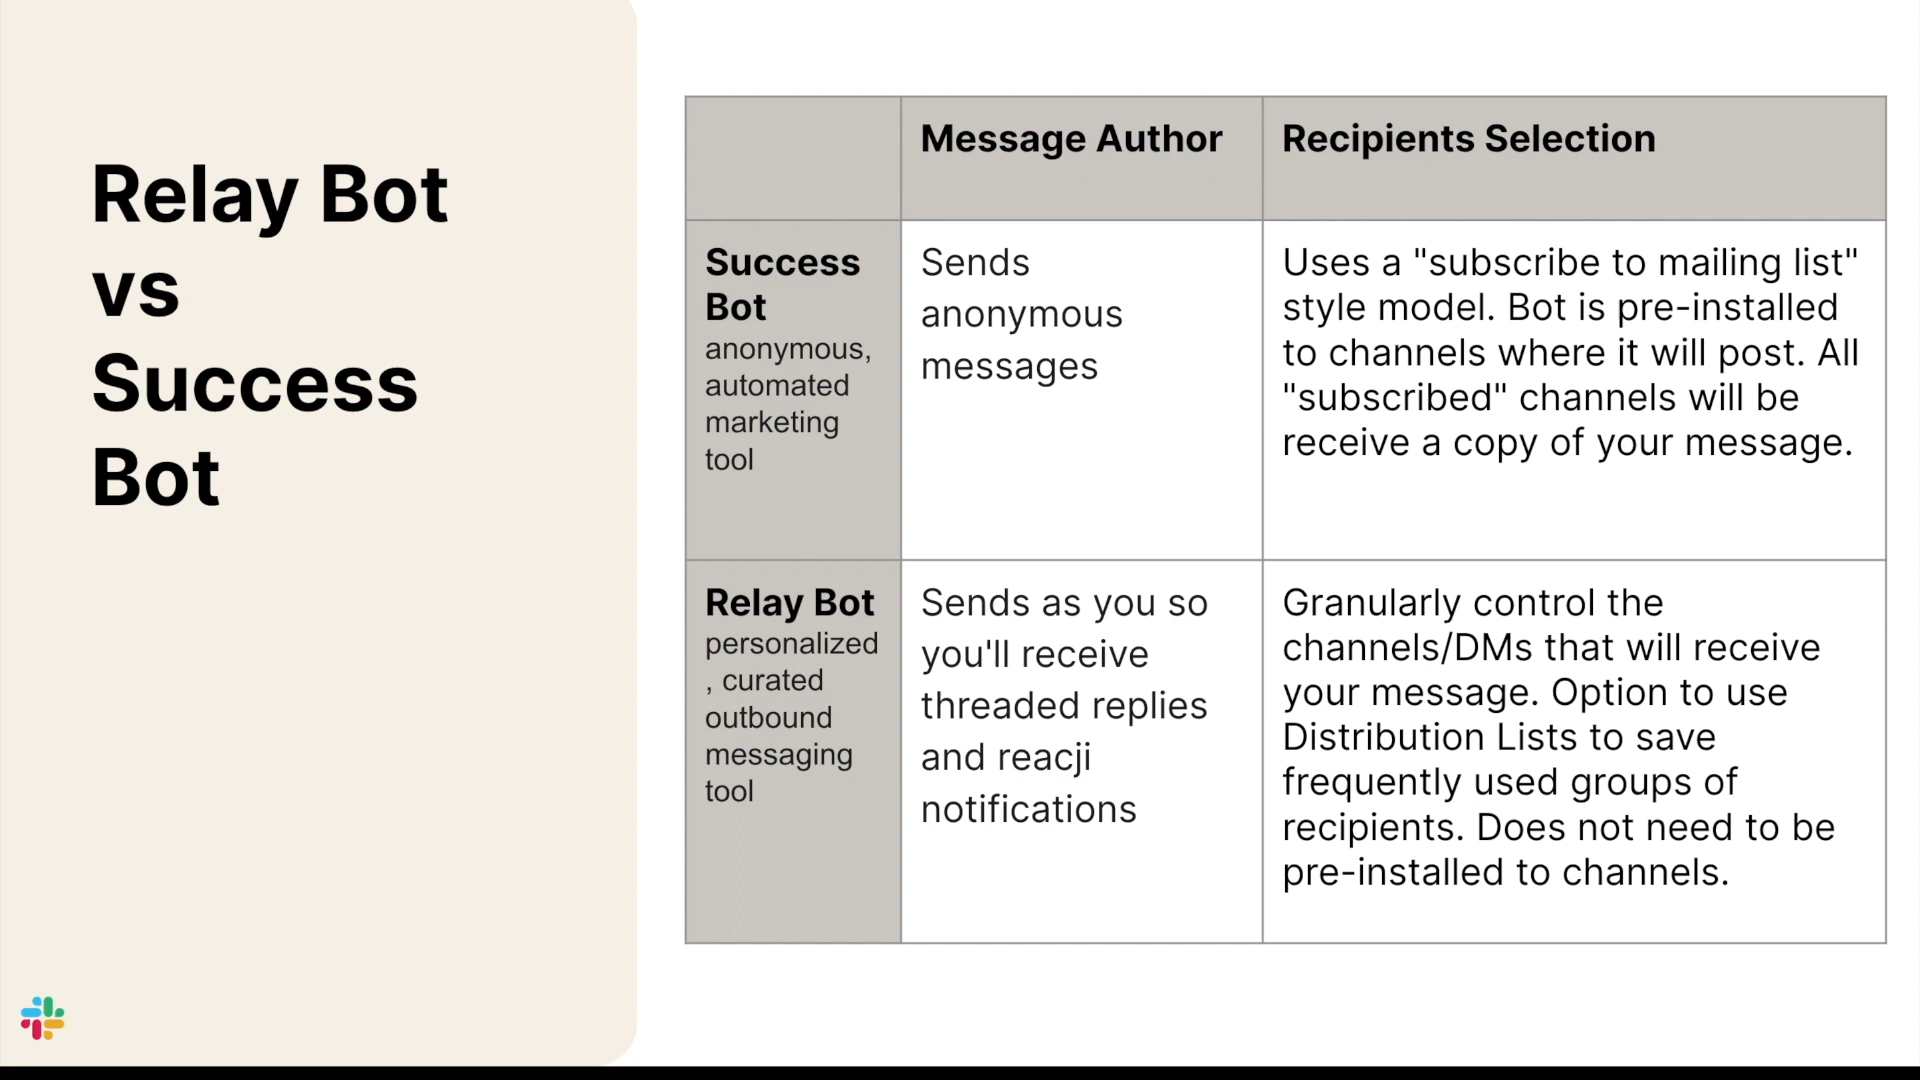 Relay Bot
vs
Success
Bot
Message Author
Recipients Selection
Success
Bot
anonymous,
automated
marketing
tool
Sends
anonymous
messages
Uses a "subscribe to mailing list"
style model. Bot is pre-installed
to channels where it will post. All
"subscribed" channels will be
receive a copy of your message.
Relay Bot
personalized
, curated
outbound
messaging
tool
Sends as you so
you'll receive
threaded replies
and reacji
notifications
Granularly control the
channels/DMs that will receive
your message. Option to use
Distribution Lists to save
frequently used groups of
recipients. Does not need to be
pre-installed to channels.